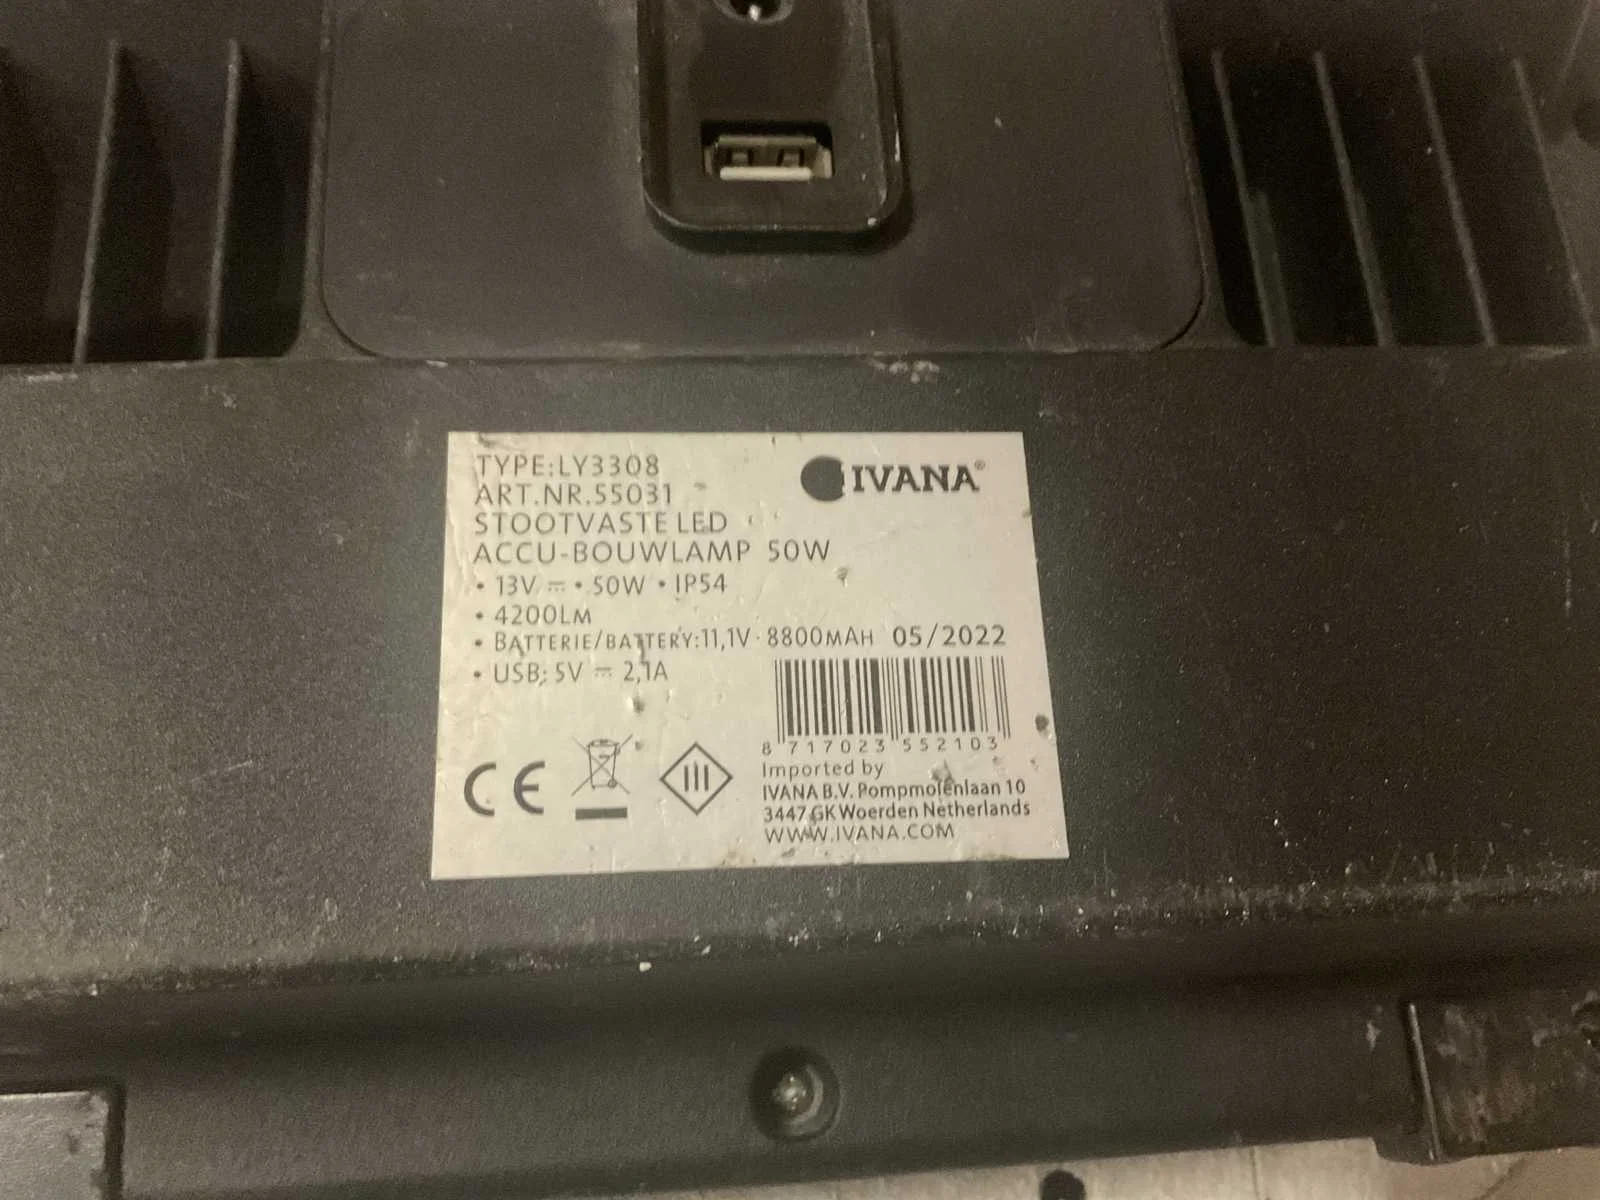 TYPE:LY3308
ART.NR.55031
STOOTVASTE LED
ACCU-BOUWLAMP 50W
IVANA®
• 13V ⎓ • 50W • IP54
• 4200LM
• BATTERIE/BATTERY:11,1V · 8800MAH 05/2022
• USB: 5V ⎓ 2,1A
8 717023 552103
CE
Imported by
IVANA B.V. Pompmolenlaan 10
3447 GK Woerden Netherlands
WWW.IVANA.COM